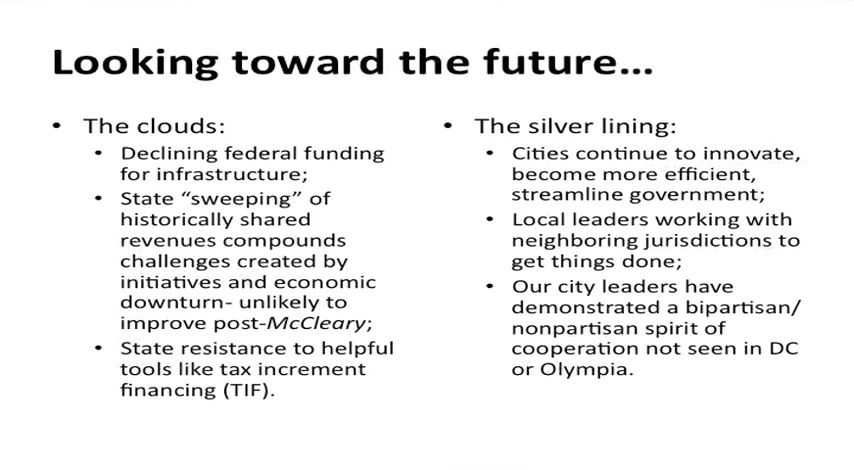 Looking toward the future...
• The clouds:
• Declining federal funding
for infrastructure;
• State “sweeping” of
historically shared
revenues compounds
challenges created by
initiatives and economic
downturn- unlikely to
improve post-McCleary;
• State resistance to helpful
tools like tax increment
financing (TIF).
• The silver lining:
• Cities continue to innovate,
become more efficient,
streamline government;
• Local leaders working with
neighboring jurisdictions to
get things done;
• Our city leaders have
demonstrated a bipartisan/
nonpartisan spirit of
cooperation not seen in DC
or Olympia.